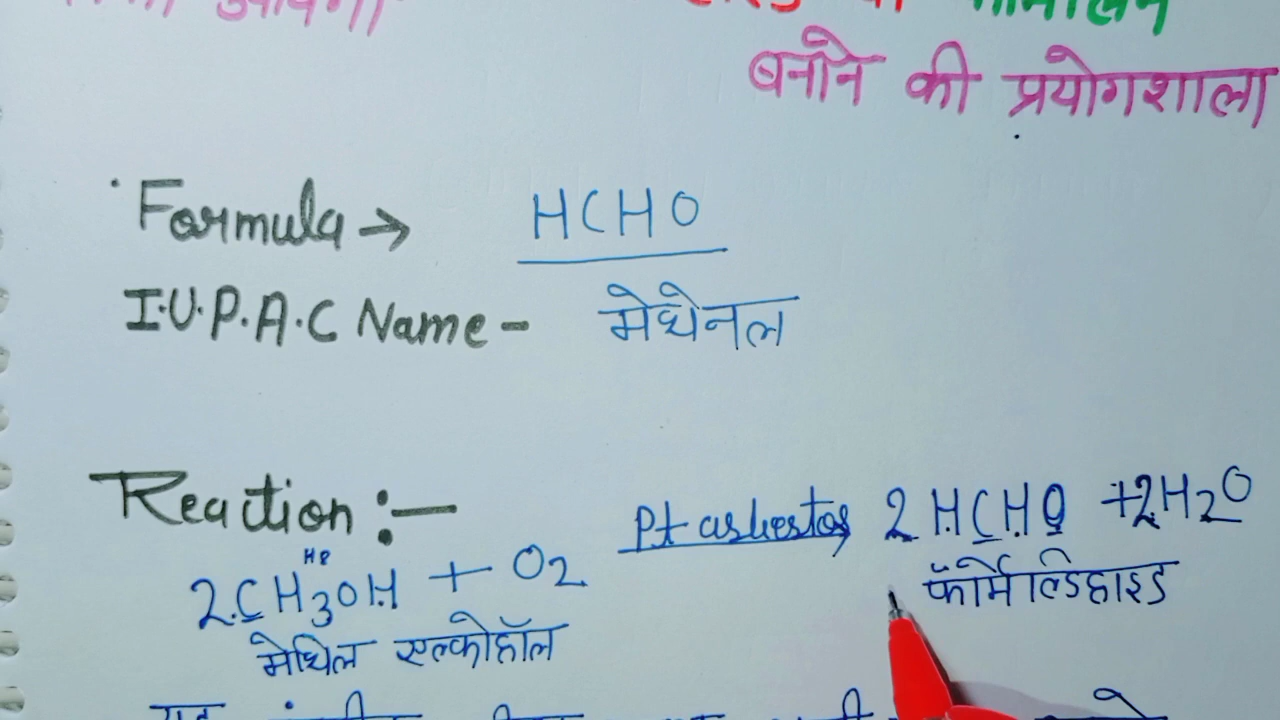 बनाने की प्रयोगशाला
Formula → HCHO
I.U.P.A.C Name - मेथेनल
Reaction :-
2CH3OH + O2 Pt asbestos 2HCHO + 2H2O
मेथिल एल्कोहॉल फॉर्मेल्डिहाइड